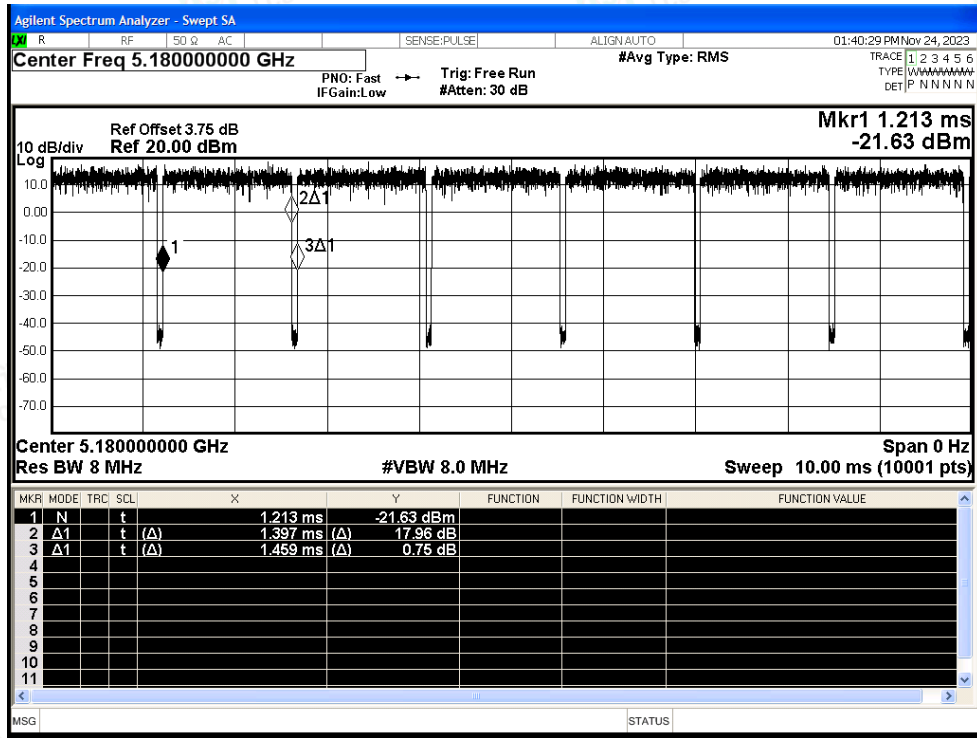 Agilent Spectrum Analyzer - Swept SA
LXI R RF 50 Ω AC SENSE:PULSE ALIGN AUTO 01:40:29 PM Nov 24, 2023
Center Freq 5.180000000 GHz #Avg Type: RMS TRACE 1 2 3 4 5 6
PNO: Fast Trig: Free Run TYPE WWWWWW
IFGain:Low #Atten: 30 dB DET P N N N N N
Mkr1 1.213 ms
Ref Offset 3.75 dB
10 dB/div Ref 20.00 dBm -21.63 dBm
Log
10.0
2Δ1
0.00
-10.0
1 3Δ1
-20.0
-30.0
-40.0
-50.0
-60.0
-70.0
Center 5.180000000 GHz Span 0 Hz
Res BW 8 MHz #VBW 8.0 MHz Sweep 10.00 ms (10001 pts)
MKR MODE TRC SCL X Y FUNCTION FUNCTION WIDTH FUNCTION VALUE
1 N t 1.213 ms -21.63 dBm
2 Δ1 t (Δ) 1.397 ms (Δ) 17.96 dB
3 Δ1 t (Δ) 1.459 ms (Δ) 0.75 dB
4
5
6
7
8
9
10
11
MSG STATUS